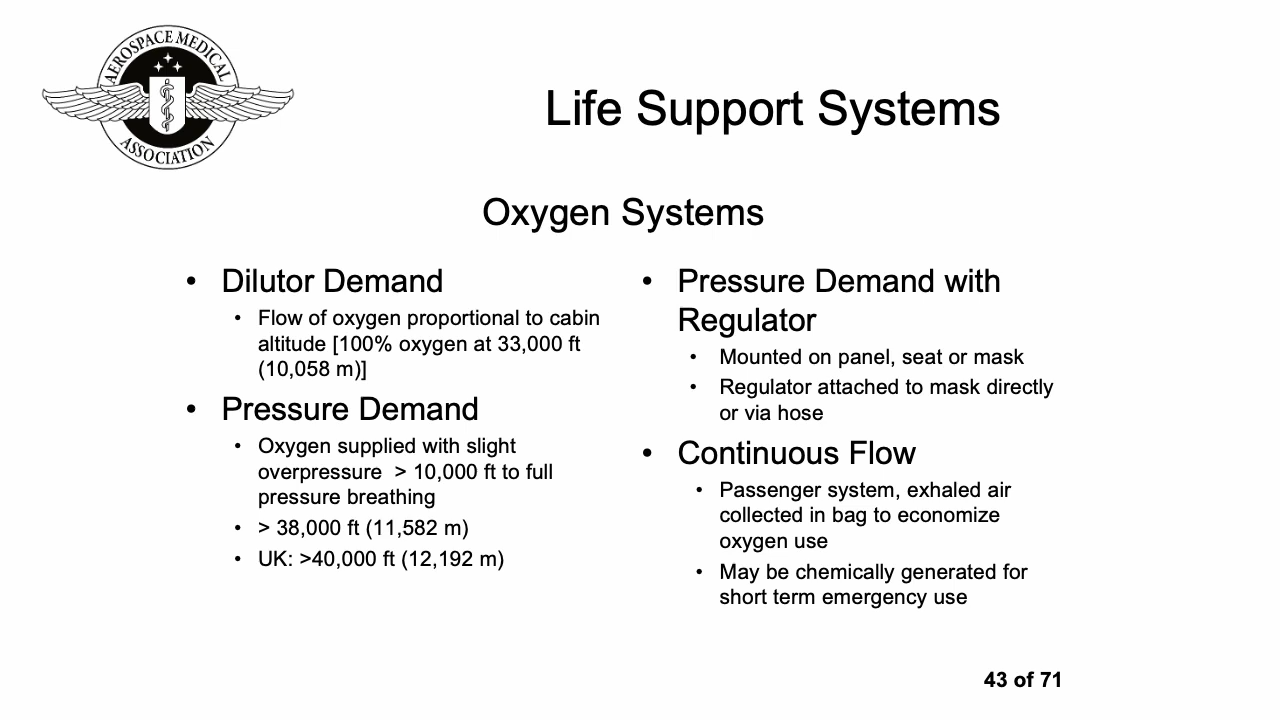 AEROSPACE MEDICAL
ASSOCIATION
Life Support Systems
Oxygen Systems
• Dilutor Demand
• Flow of oxygen proportional to cabin
altitude [100% oxygen at 33,000 ft
(10,058 m)]
• Pressure Demand
• Oxygen supplied with slight
overpressure > 10,000 ft to full
pressure breathing
• > 38,000 ft (11,582 m)
• UK: >40,000 ft (12,192 m)
• Pressure Demand with
Regulator
• Mounted on panel, seat or mask
• Regulator attached to mask directly
or via hose
• Continuous Flow
• Passenger system, exhaled air
collected in bag to economize
oxygen use
• May be chemically generated for
short term emergency use
43 of 71